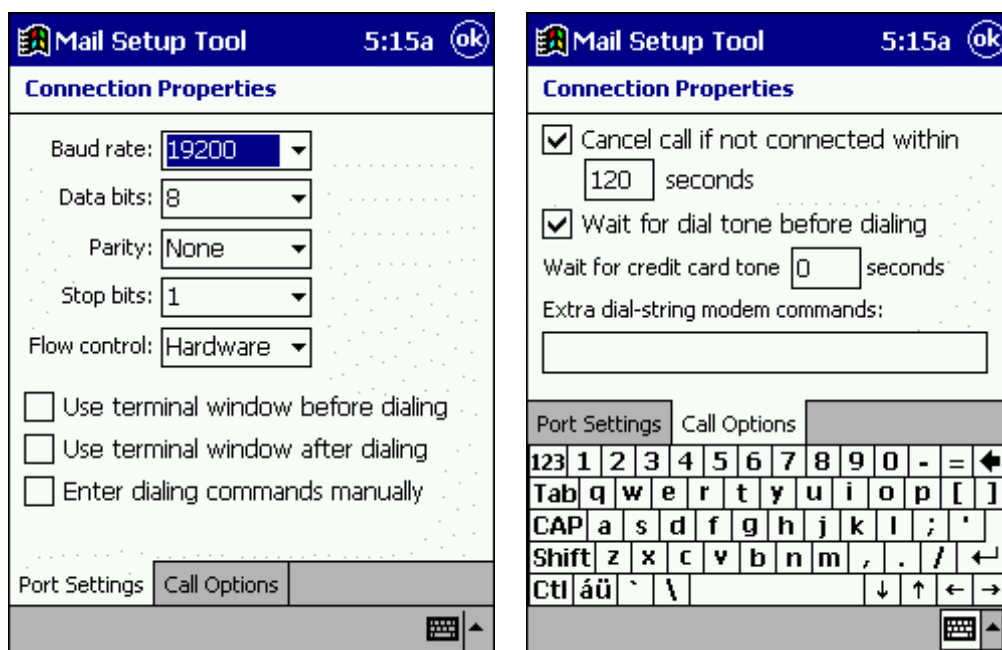 Mail Setup Tool 5:15a ok
Connection Properties
Baud rate: 19200
Data bits: 8
Parity: None
Stop bits: 1
Flow control: Hardware
Use terminal window before dialing
Use terminal window after dialing
Enter dialing commands manually
Port Settings Call Options
Mail Setup Tool 5:15a ok
Connection Properties
Cancel call if not connected within
120 seconds
Wait for dial tone before dialing
Wait for credit card tone 0 seconds
Extra dial-string modem commands:
Port Settings Call Options
123 1 2 3 4 5 6 7 8 9 0 - = ←
Tab q w e r t y u i o p [ ]
CAP a s d f g h j k l ; '
Shift z x c v b n m , . / ↵
Ctl áü ` \ ↓ ↑ ← →